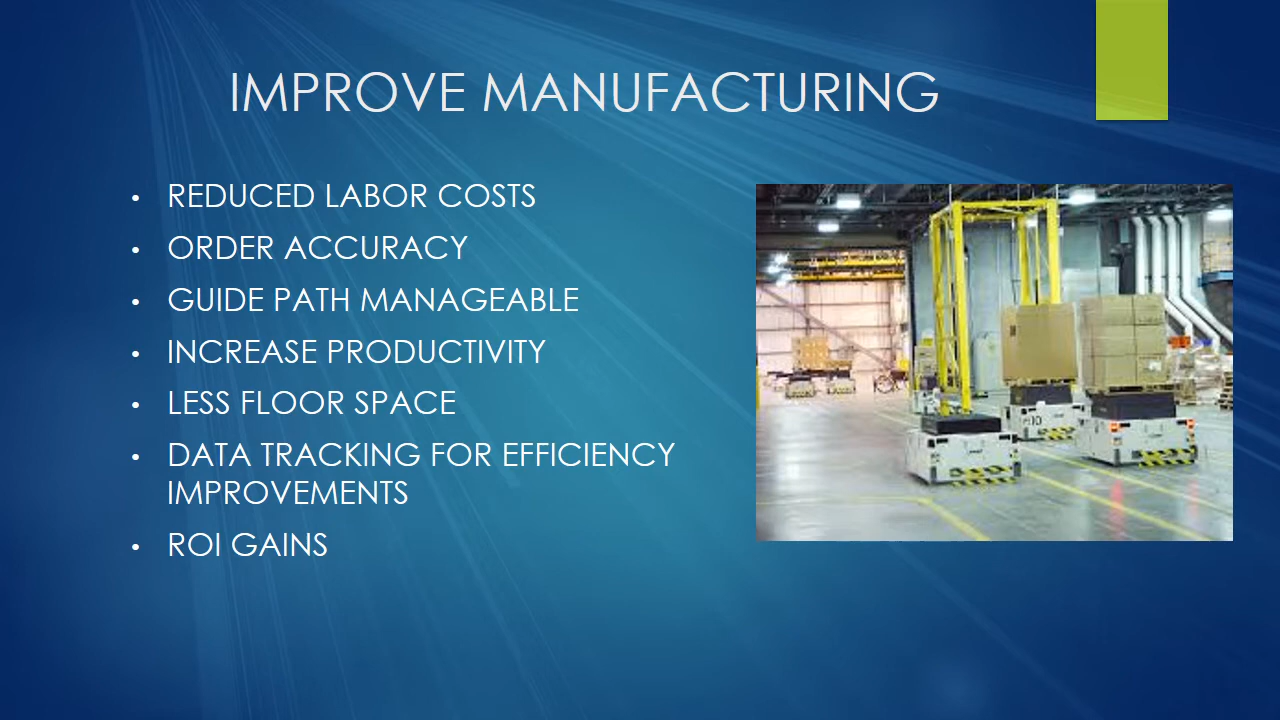 IMPROVE MANUFACTURING
• REDUCED LABOR COSTS
• ORDER ACCURACY
• GUIDE PATH MANAGEABLE
• INCREASE PRODUCTIVITY
• LESS FLOOR SPACE
• DATA TRACKING FOR EFFICIENCY
IMPROVEMENTS
• ROI GAINS